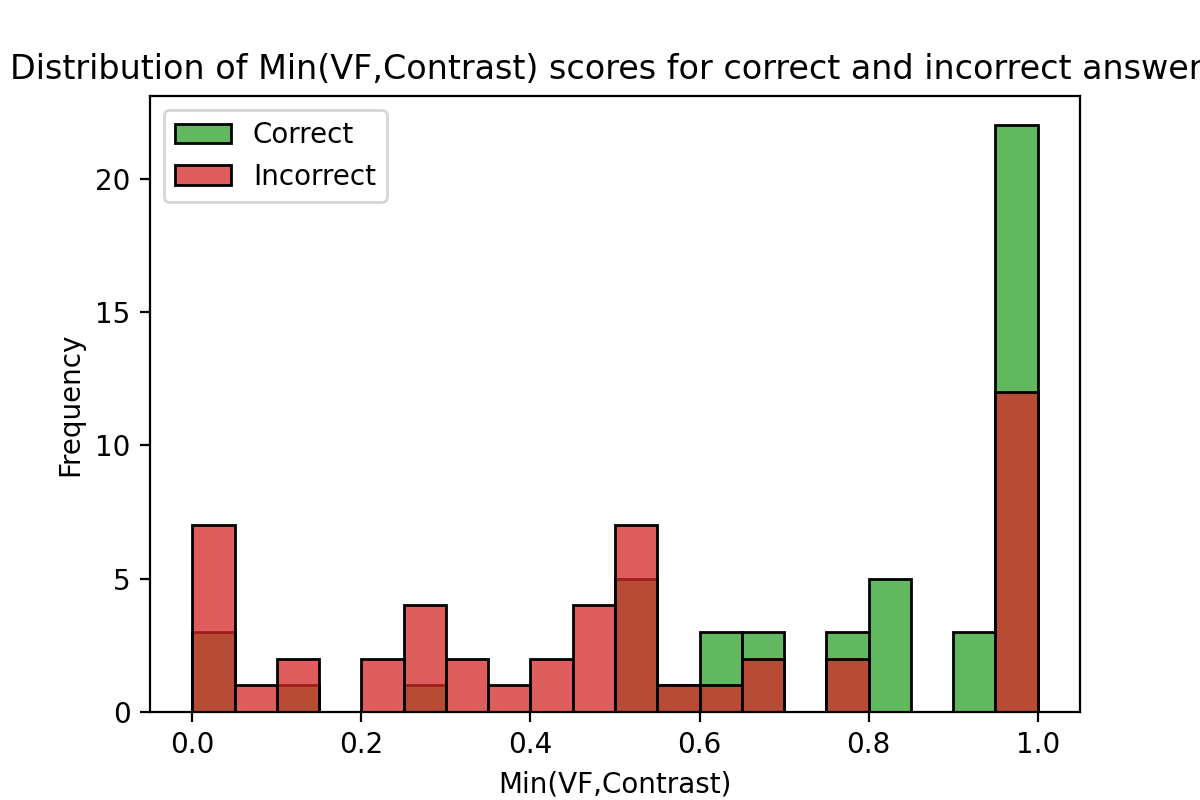 Distribution of Min(VF,Contrast) scores for correct and incorrect answer
Correct
Incorrect
Frequency
20
15
10
5
0
0.0 0.2 0.4 0.6 0.8 1.0
Min(VF,Contrast)